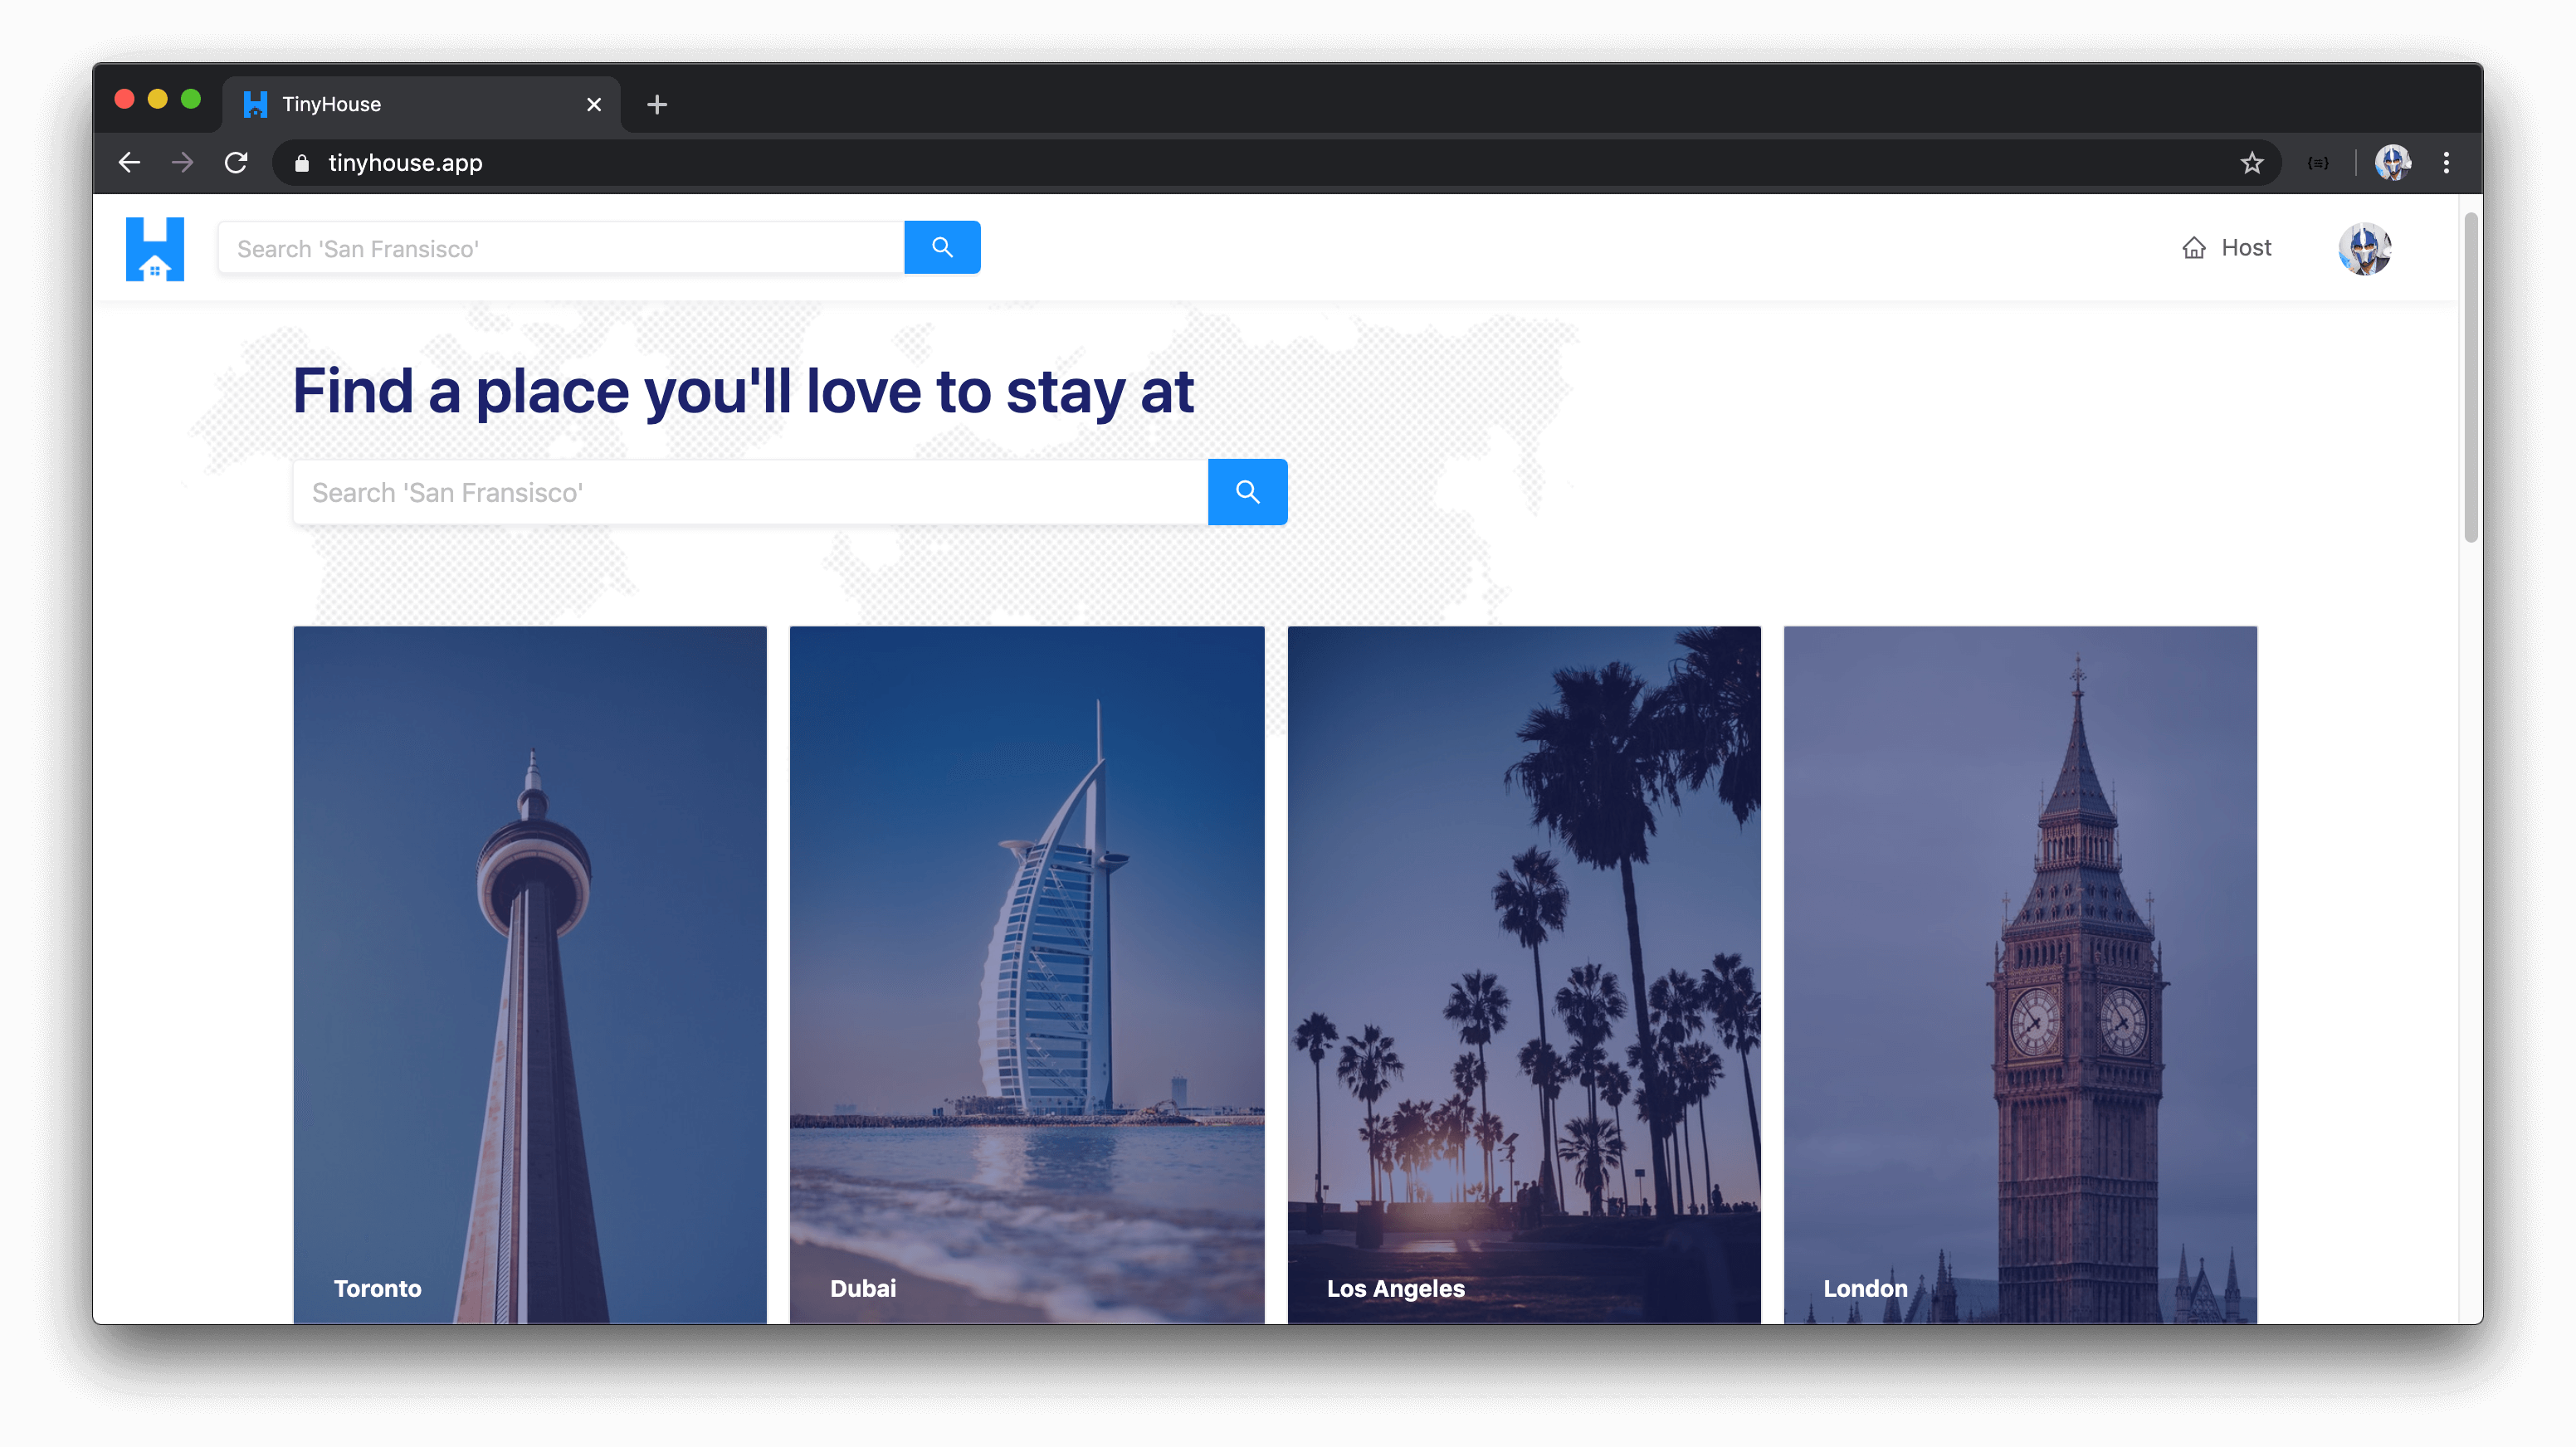 TinyHouse
tinyhouse.app
Search 'San Fransisco'
Host
Find a place you'll love to stay at
Search 'San Fransisco'
Toronto
Dubai
Los Angeles
London